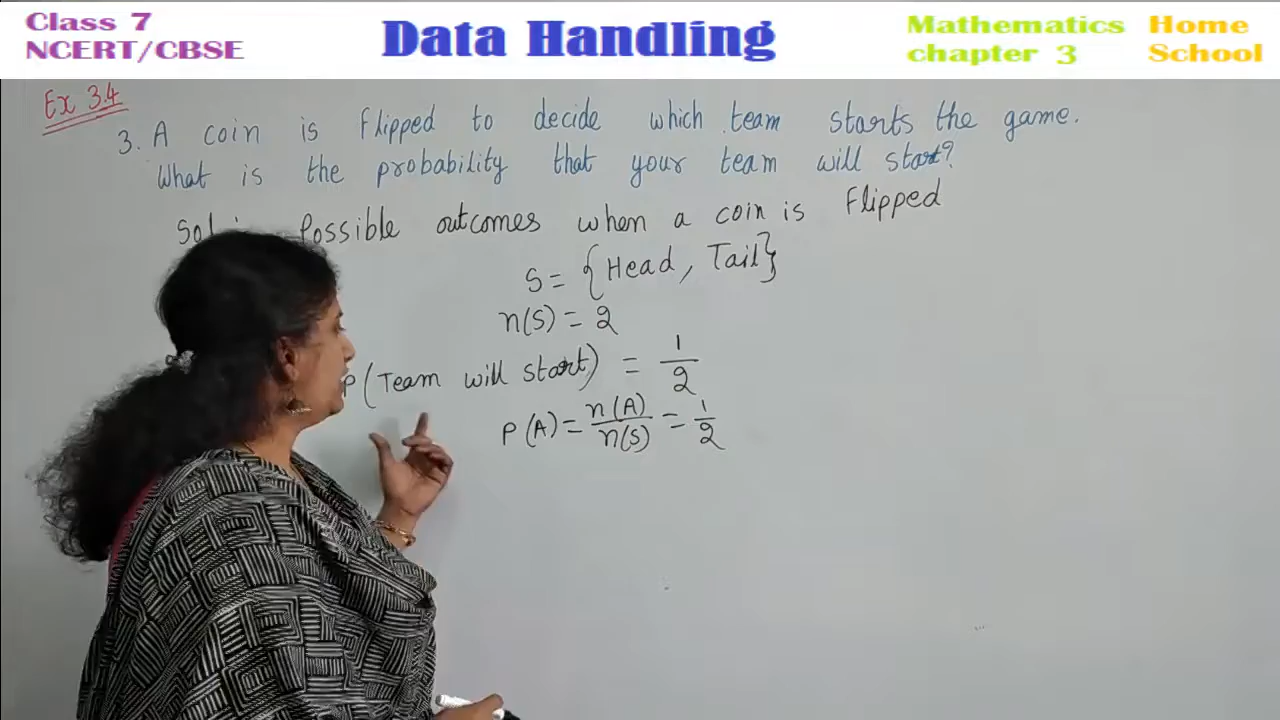 Class 7
NCERT/CBSE
Data Handling
Mathematics
chapter 3
Home
School
Ex 3.4
3. A coin is flipped to decide which team starts the game.
What is the probability that your team will start?
Possible outcomes when a coin is Flipped
S = {Head, Tail}
n(S) = 2
P(Team will start) = 1/2
P(A) = n(A)/n(S) = 1/2